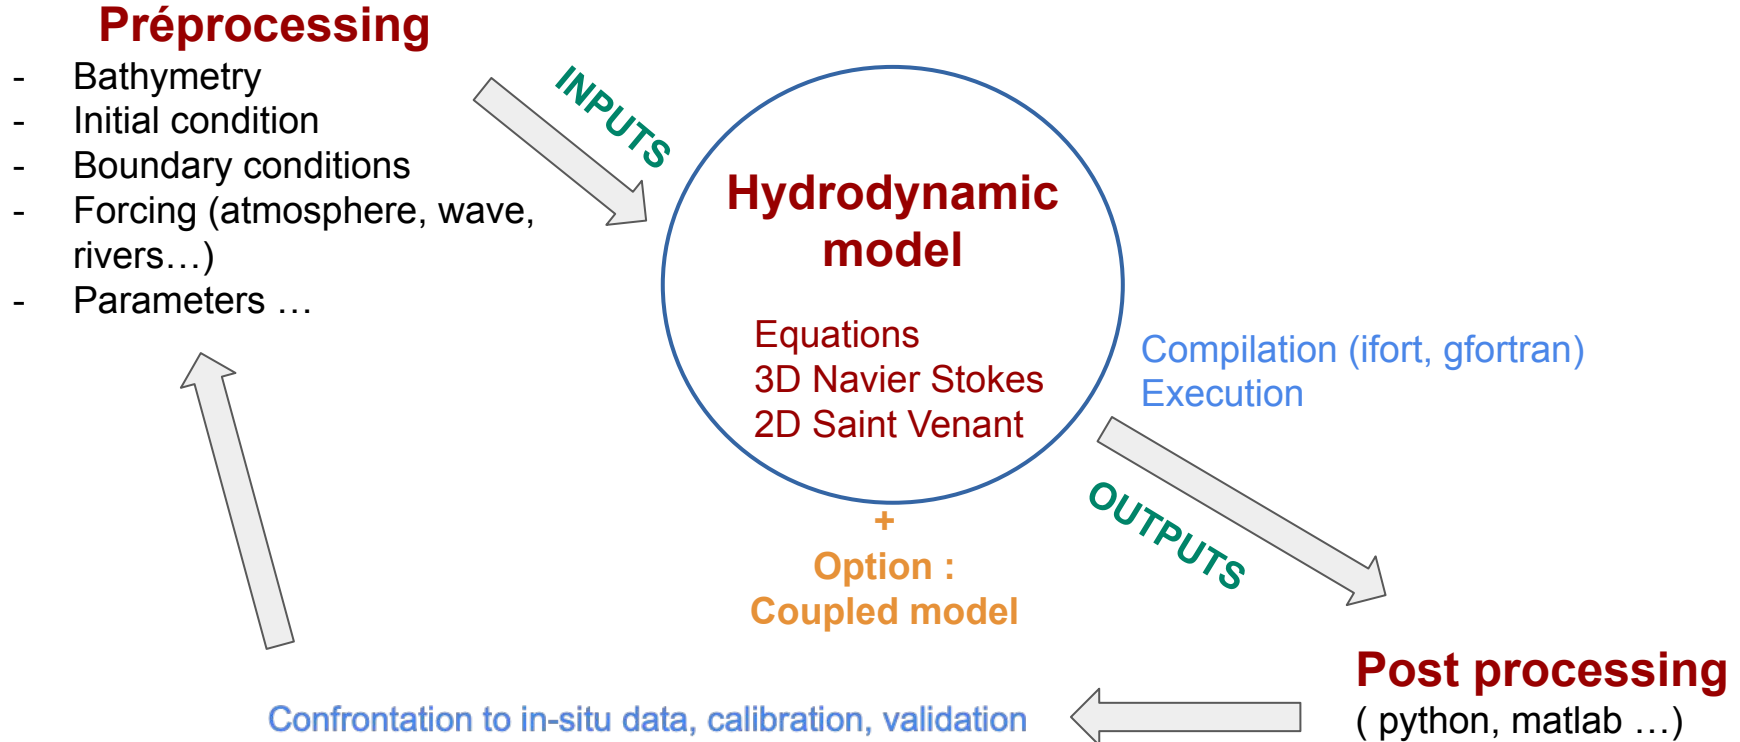 Préprocessing
- Bathymetry
- Initial condition
- Boundary conditions
- Forcing (atmosphere, wave,
rivers…)
- Parameters …
INPUTS
Hydrodynamic
model
Equations
3D Navier Stokes
2D Saint Venant
+
Option :
Coupled model
Compilation (ifort, gfortran)
Execution
OUTPUTS
Post processing
( python, matlab …)
Confrontation to in-situ data, calibration, validation